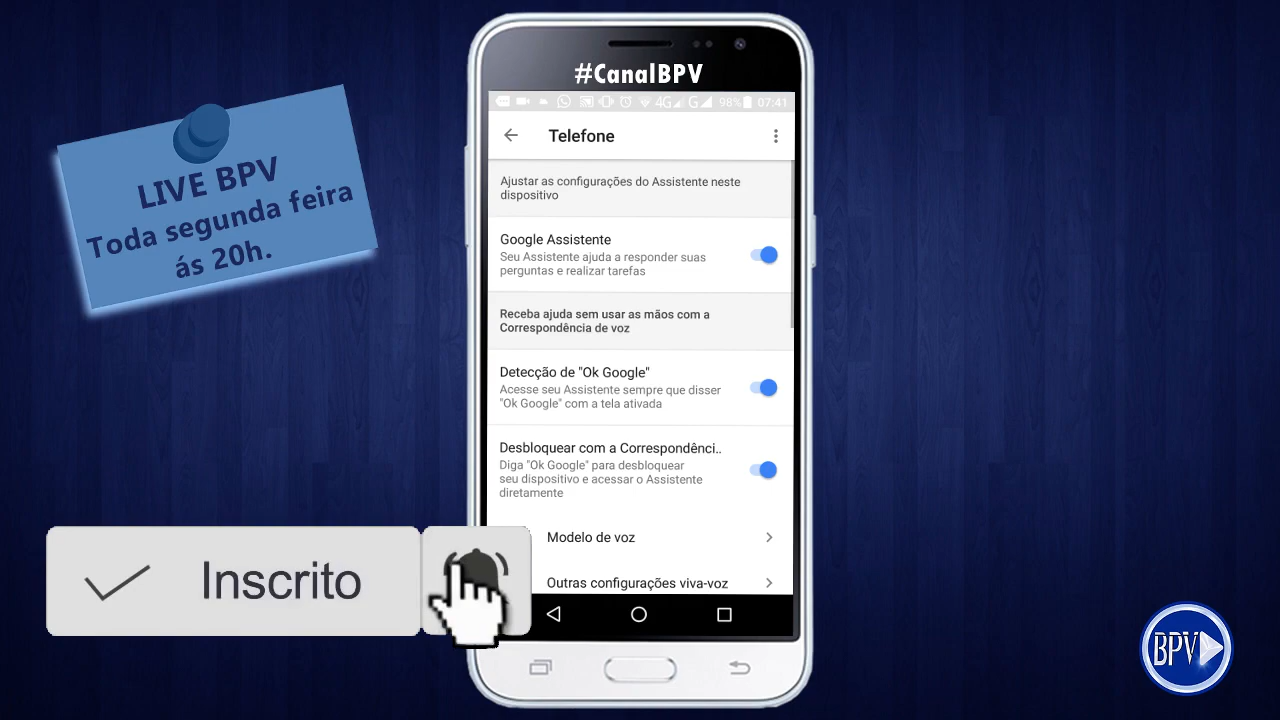 #CanalBPV
4G G 98% 07:41
LIVE BPV
Toda segunda feira
ás 20h.
Telefone
Ajustar as configurações do Assistente neste
dispositivo
Google Assistente
Seu Assistente ajuda a responder suas
perguntas e realizar tarefas
Receba ajuda sem usar as mãos com a
Correspondência de voz
Detecção de "Ok Google"
Acesse seu Assistente sempre que disser
"Ok Google" com a tela ativada
Desbloquear com a Correspondênci..
Diga "Ok Google" para desbloquear
seu dispositivo e acessar o Assistente
diretamente
Modelo de voz
Outras configurações viva-voz
Inscrito
BPV